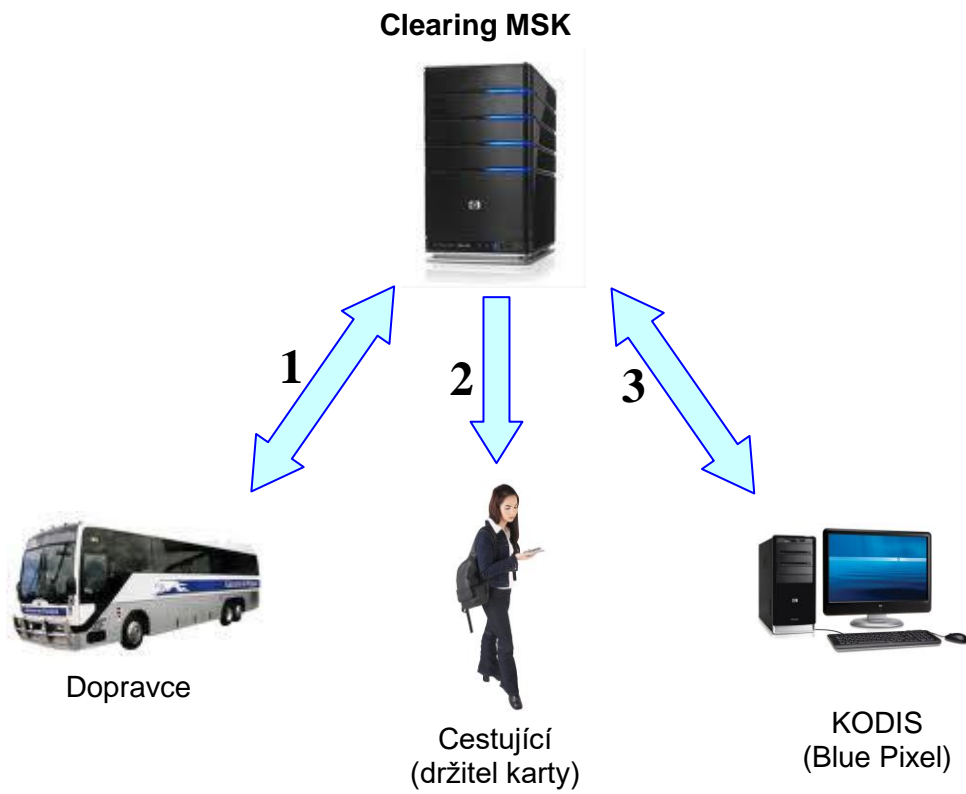 Clearing MSK
1
2
3
Dopravce
Cestující
(držitel karty)
KODIS
(Blue Pixel)